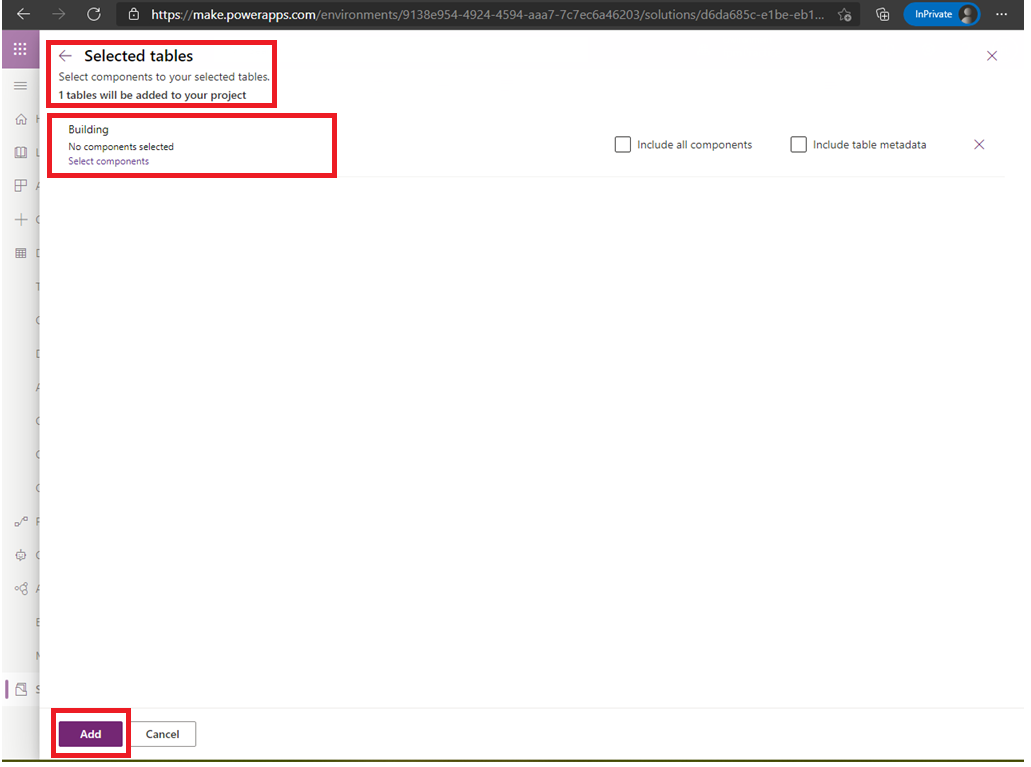 https://make.powerapps.com/environments/9138e954-4924-4594-aaa7-7c7ec6a46203/solutions/d6da685c-e1be-eb1...
InPrivate
Selected tables
Select components to your selected tables.
1 tables will be added to your project
Building
No components selected
Select components
Include all components
Include table metadata
Add
Cancel